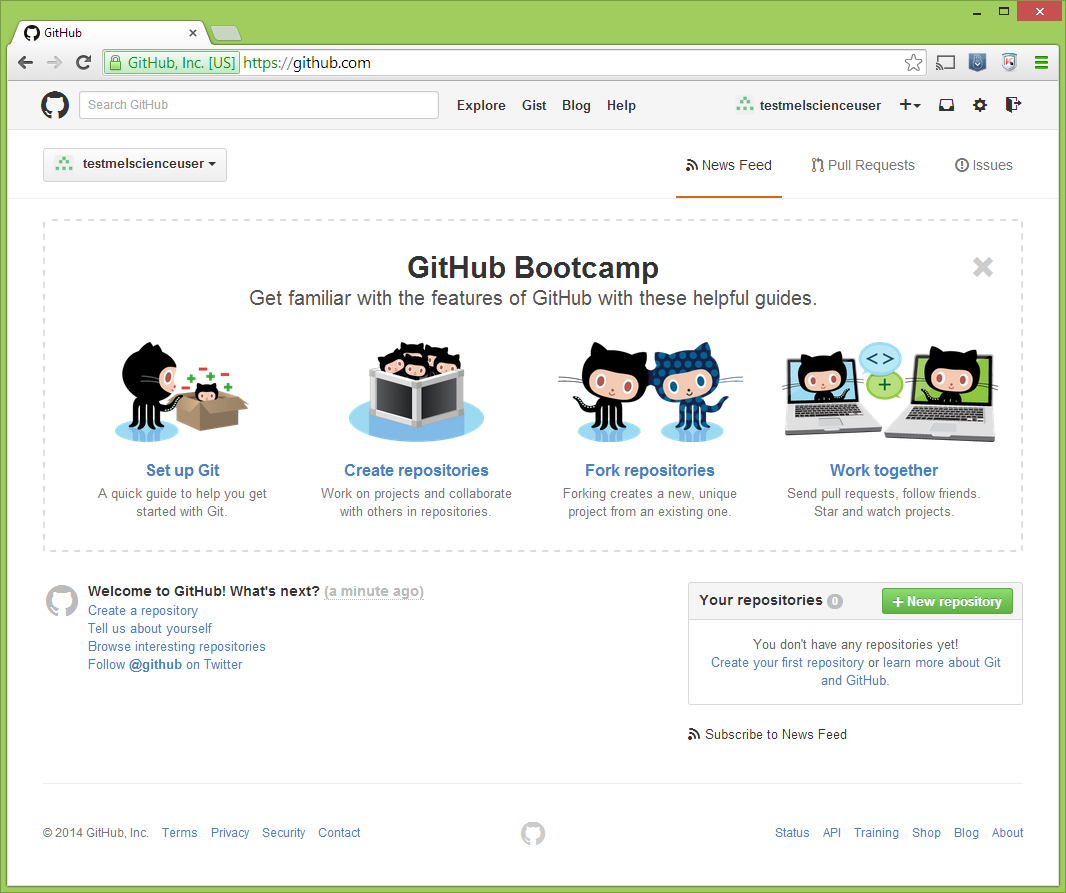 GitHub
GitHub, Inc. [US] https://github.com
Search GitHub Explore Gist Blog Help testmelscienceuser
testmelscienceuser News Feed Pull Requests Issues
GitHub Bootcamp
Get familiar with the features of GitHub with these helpful guides.
Set up Git
A quick guide to help you get
started with Git.
Create repositories
Work on projects and collaborate
with others in repositories.
Fork repositories
Forking creates a new, unique
project from an existing one.
Work together
Send pull requests, follow friends.
Star and watch projects.
Welcome to GitHub! What's next? (a minute ago)
Create a repository
Tell us about yourself
Browse interesting repositories
Follow @github on Twitter
Your repositories 0 + New repository
You don't have any repositories yet!
Create your first repository or learn more about Git
and GitHub.
Subscribe to News Feed
© 2014 GitHub, Inc. Terms Privacy Security Contact
Status API Training Shop Blog About